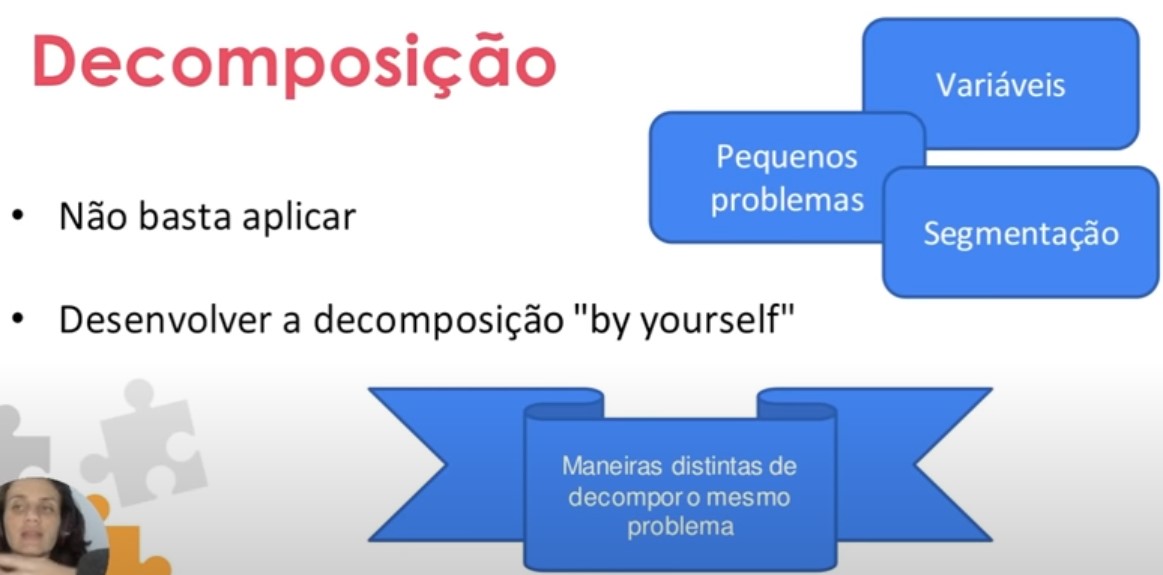 Decomposição
Variáveis
Pequenos
problemas
Segmentação
• Não basta aplicar
• Desenvolver a decomposição "by yourself"
Maneiras distintas de
decompor o mesmo
problema